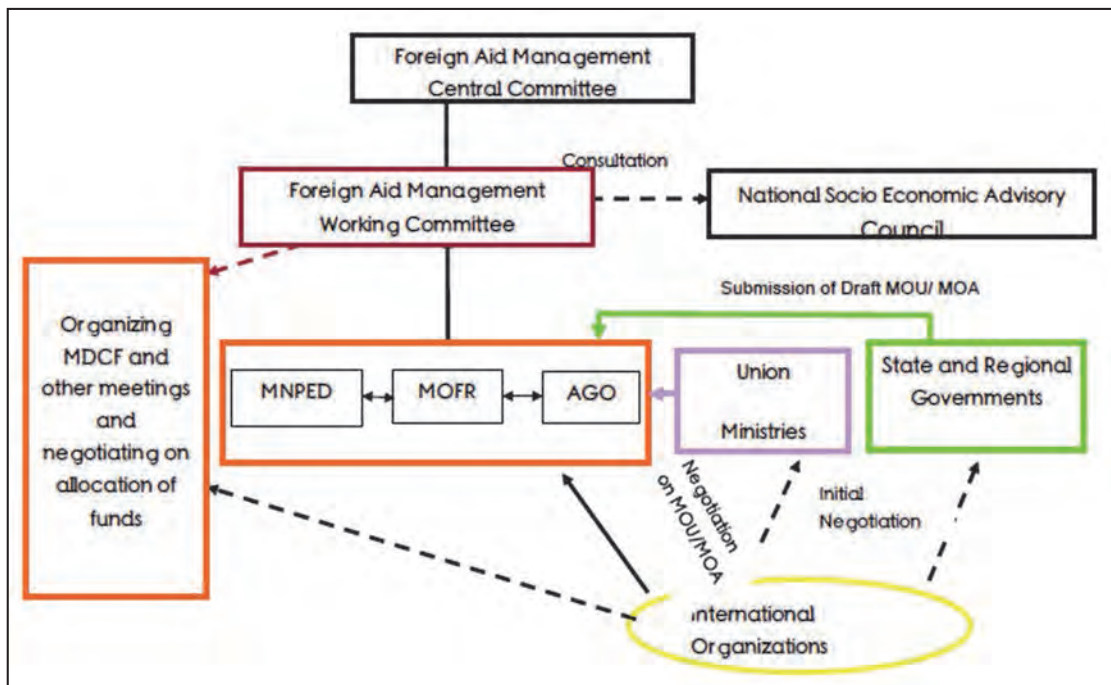 Foreign Aid Management
Central Committee
Consultation
Foreign Aid Management
Working Committee
National Socio Economic Advisory
Council
Submission of Draft MOU/ MOA
Organizing
MDCF and
other meetings
and
negotiating on
allocation of
funds
MNPED
MOFR
AGO
Union
Ministries
State and Regional
Governments
Negotiation
on MOU/MOA
Initial
Negotiation
International
Organizations